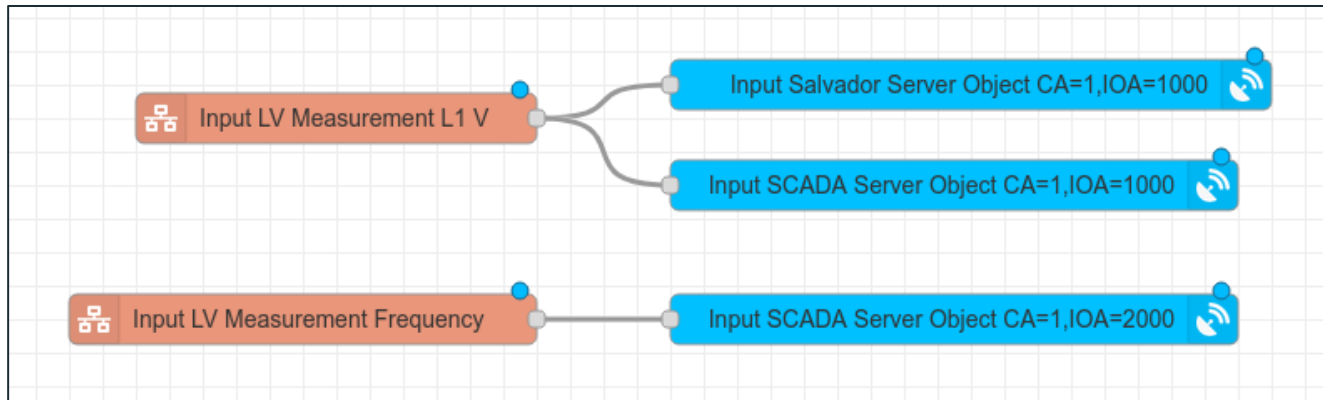 Input Salvador Server Object CA=1,IOA=1000
Input LV Measurement L1 V
Input SCADA Server Object CA=1,IOA=1000
Input LV Measurement Frequency
Input SCADA Server Object CA=1,IOA=2000